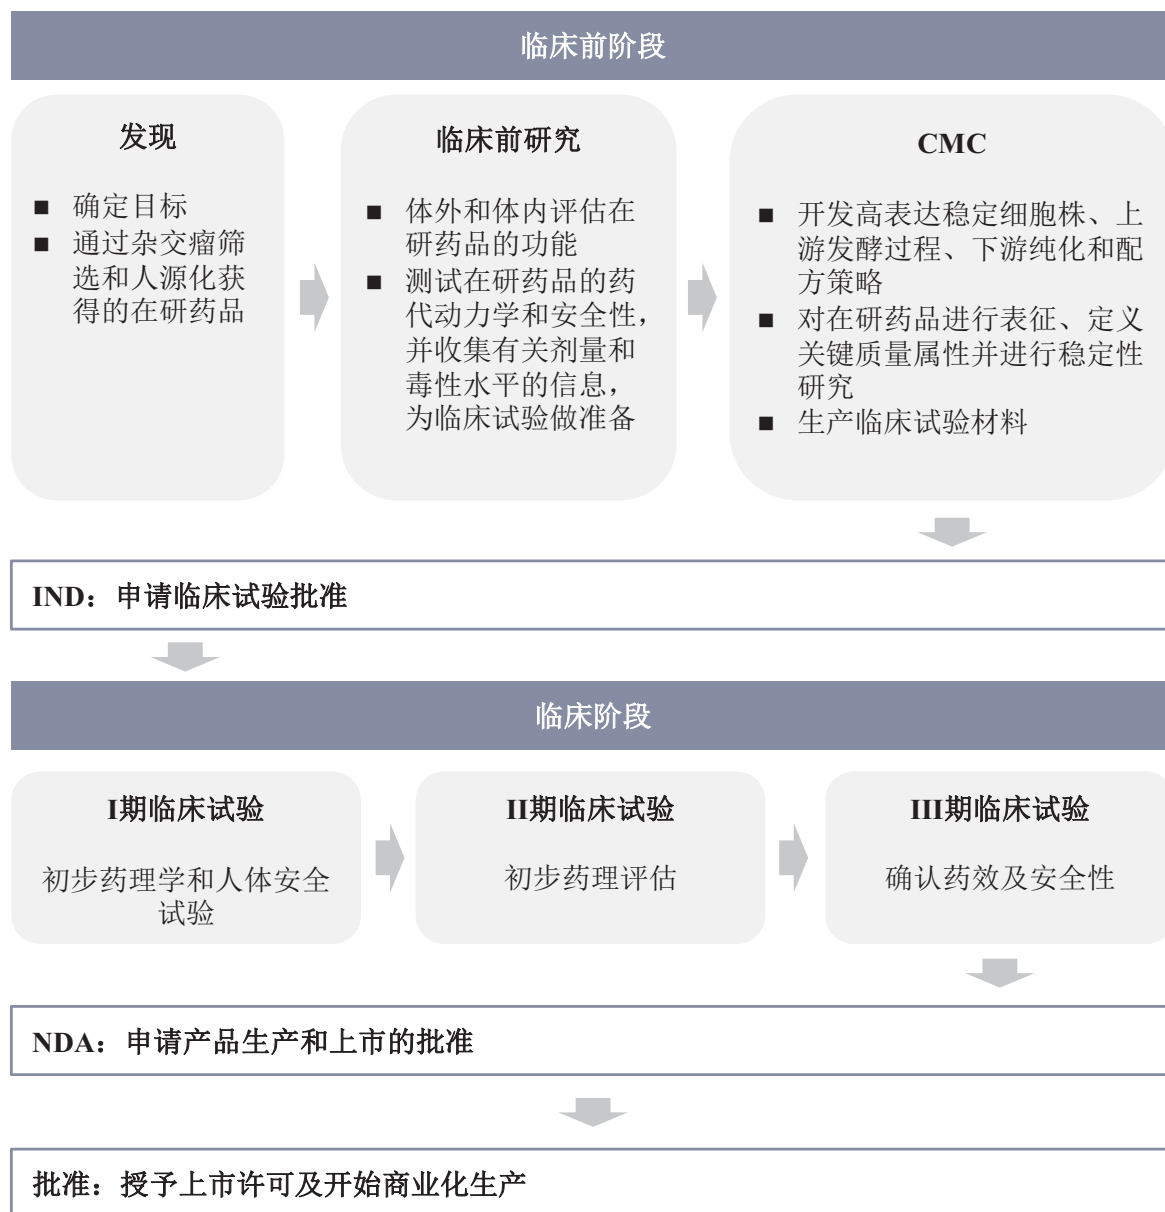 临床前阶段
发现
■ 确定目标
■ 通过杂交瘤筛
选和人源化获
得的在研药品
临床前研究
■ 体外和体内评估在
研药品的功能
■ 测试在研药品的药
代动力学和安全性，
并收集有关剂量和
毒性水平的信息，
为临床试验做准备
CMC
■ 开发高表达稳定细胞株、上
游发酵过程、下游纯化和配
方策略
■ 对在研药品进行表征、定义
关键质量属性并进行稳定性
研究
■ 生产临床试验材料
IND：申请临床试验批准
临床阶段
I期临床试验
初步药理学和人体安全
试验
II期临床试验
初步药理评估
III期临床试验
确认药效及安全性
NDA：申请产品生产和上市的批准
批准：授予上市许可及开始商业化生产